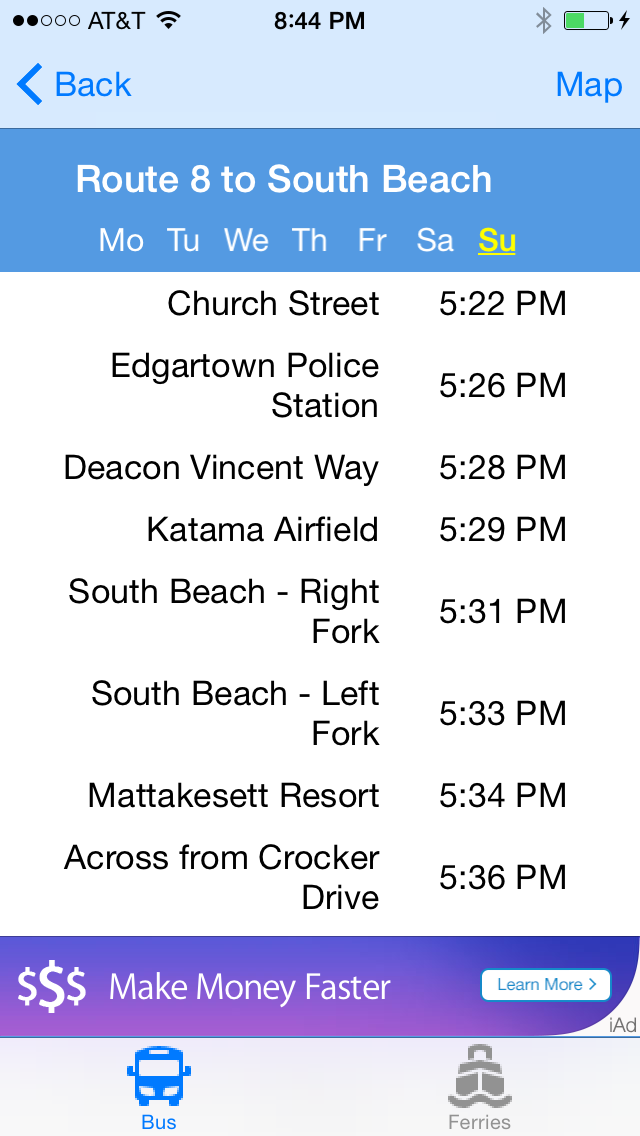 AT&T 8:44 PM
Back Map
Route 8 to South Beach
Mo Tu We Th Fr Sa Su
Church Street 5:22 PM
Edgartown Police
Station 5:26 PM
Deacon Vincent Way 5:28 PM
Katama Airfield 5:29 PM
South Beach - Right
Fork 5:31 PM
South Beach - Left
Fork 5:33 PM
Mattakesett Resort 5:34 PM
Across from Crocker
Drive 5:36 PM
$$$ Make Money Faster Learn More >
iAd
Bus Ferries